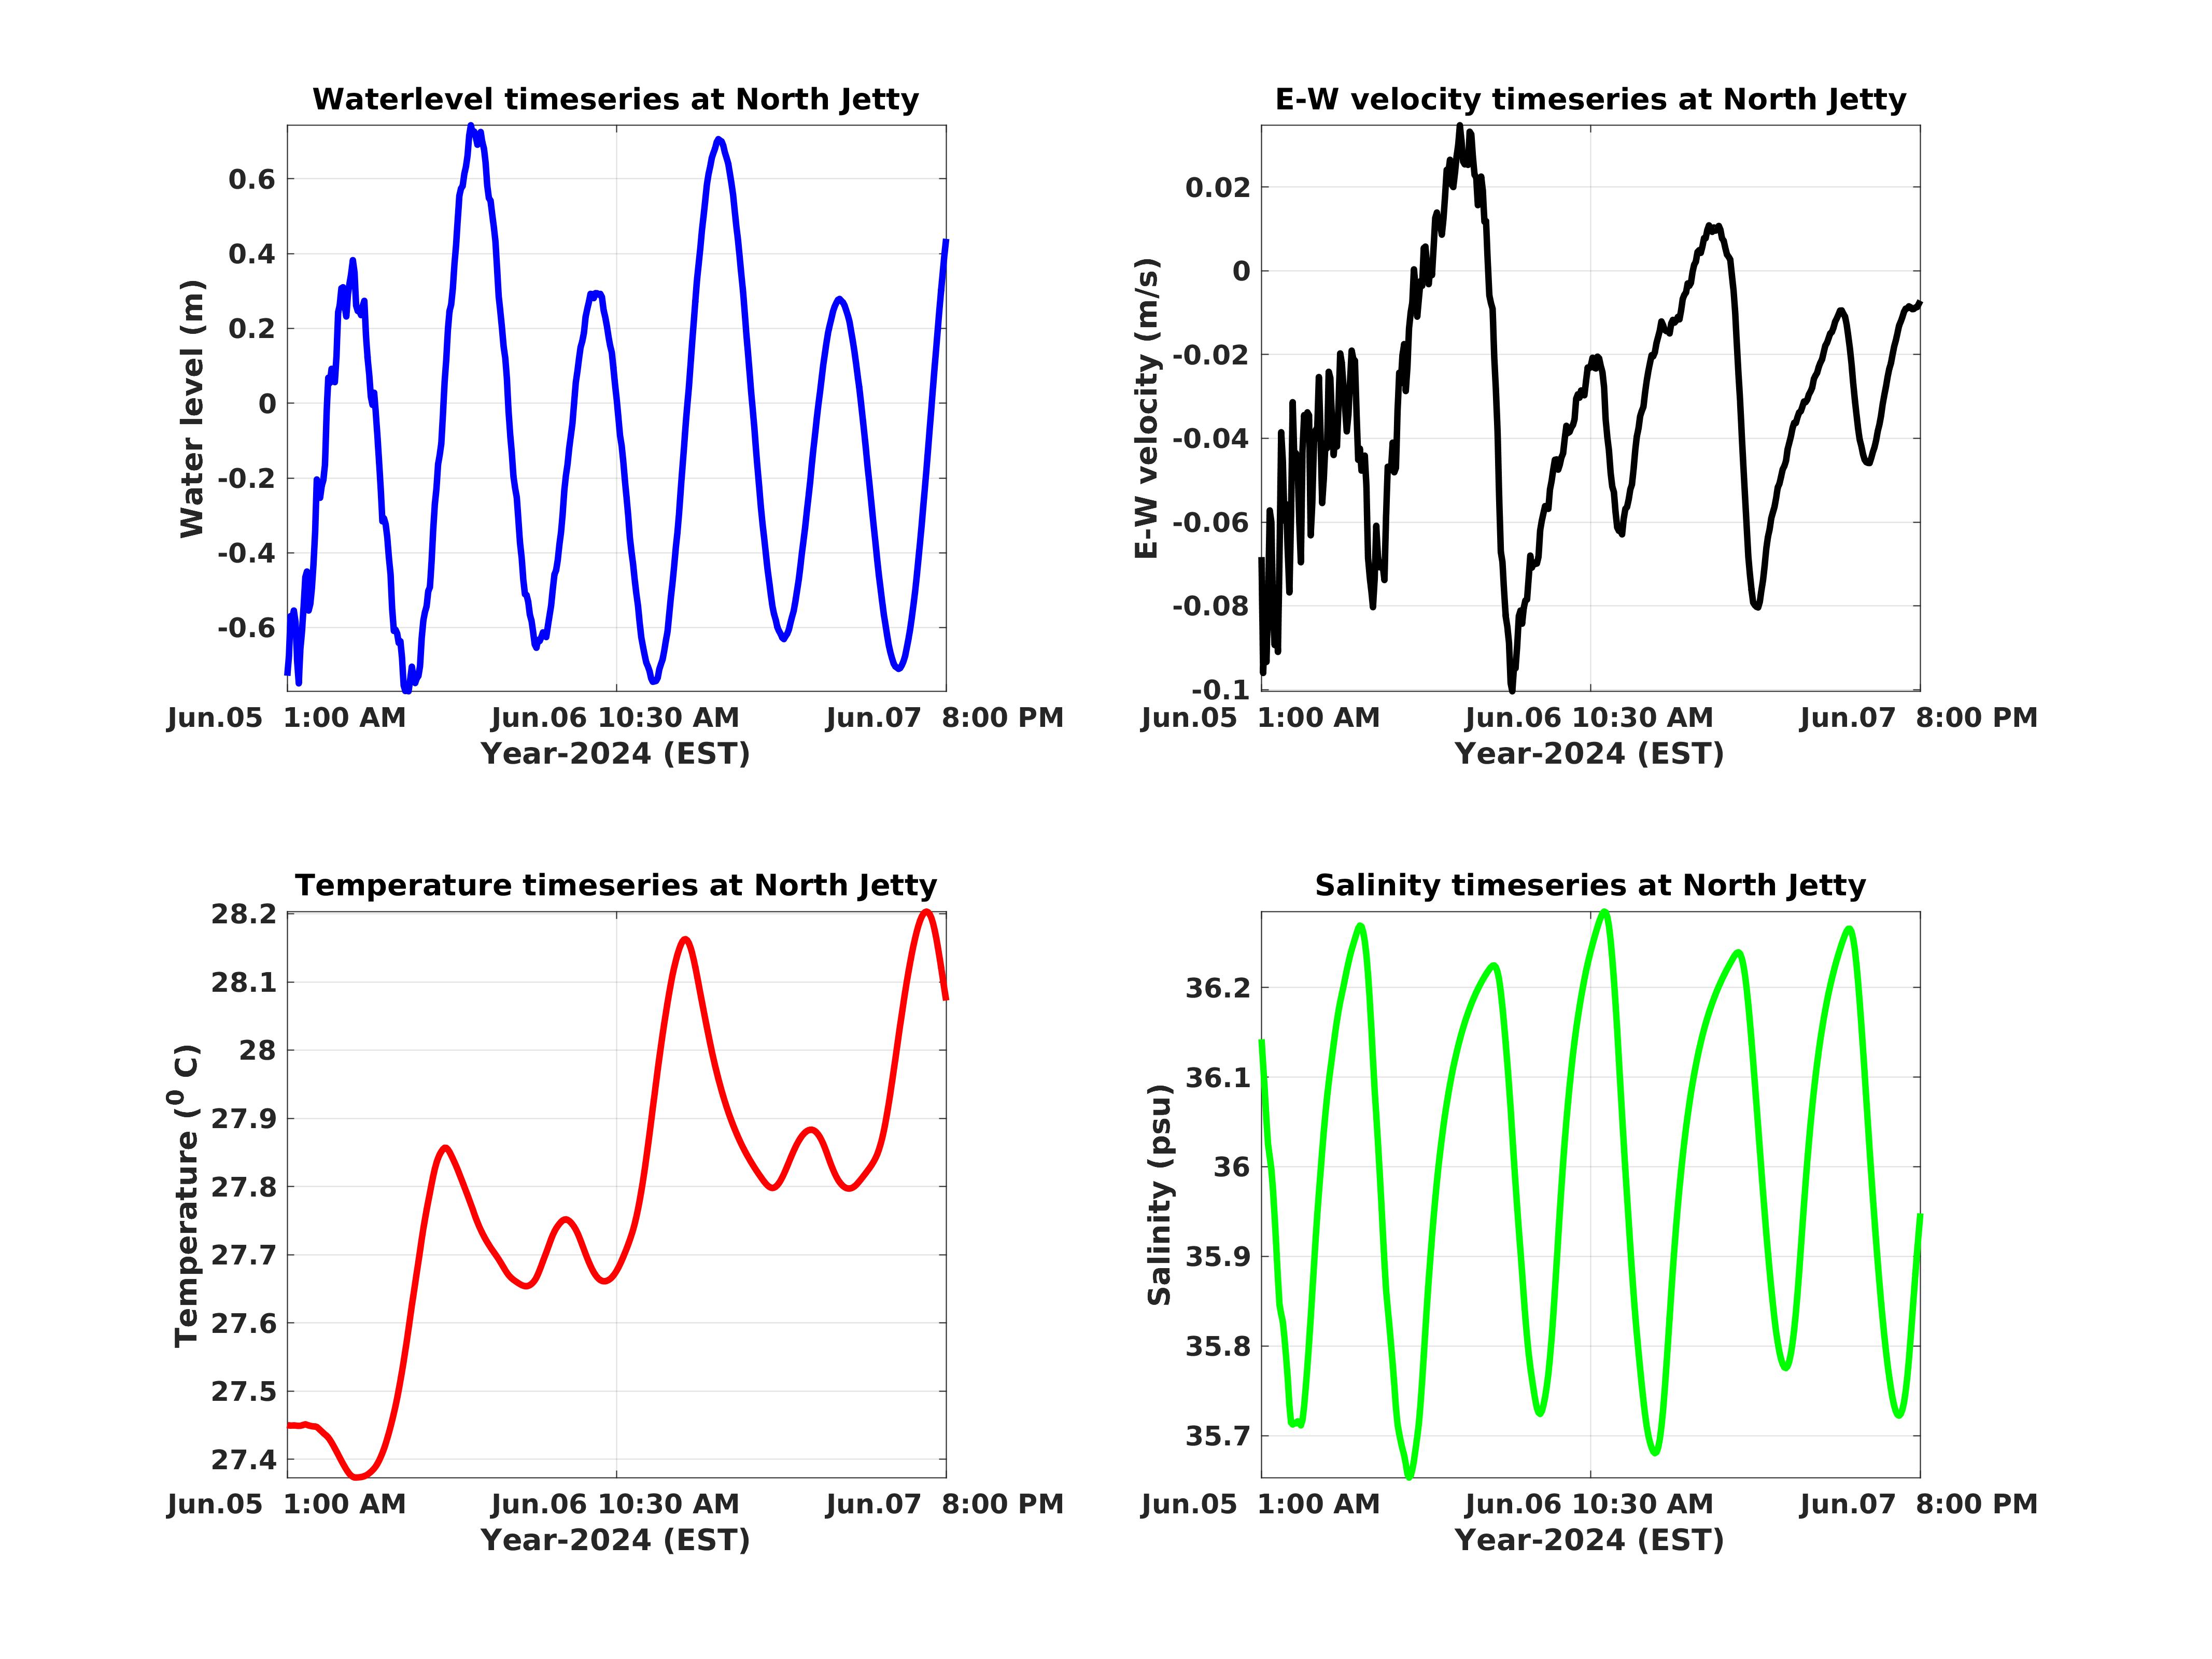 Waterlevel timeseries at North Jetty
0.6
0.4
0.2
0
-0.2
-0.4
-0.6
Water level (m)
Jun.05 1:00 AM
Jun.06 10:30 AM
Jun.07 8:00 PM
Year-2024 (EST)
E-W velocity timeseries at North Jetty
0.02
0
-0.02
-0.04
-0.06
-0.08
-0.1
E-W velocity (m/s)
Jun.05 1:00 AM
Jun.06 10:30 AM
Jun.07 8:00 PM
Year-2024 (EST)
Temperature timeseries at North Jetty
28.2
28.1
28
27.9
27.8
27.7
27.6
27.5
27.4
Temperature (⁰ C)
Jun.05 1:00 AM
Jun.06 10:30 AM
Jun.07 8:00 PM
Year-2024 (EST)
Salinity timeseries at North Jetty
36.2
36.1
36
35.9
35.8
35.7
Salinity (psu)
Jun.05 1:00 AM
Jun.06 10:30 AM
Jun.07 8:00 PM
Year-2024 (EST)